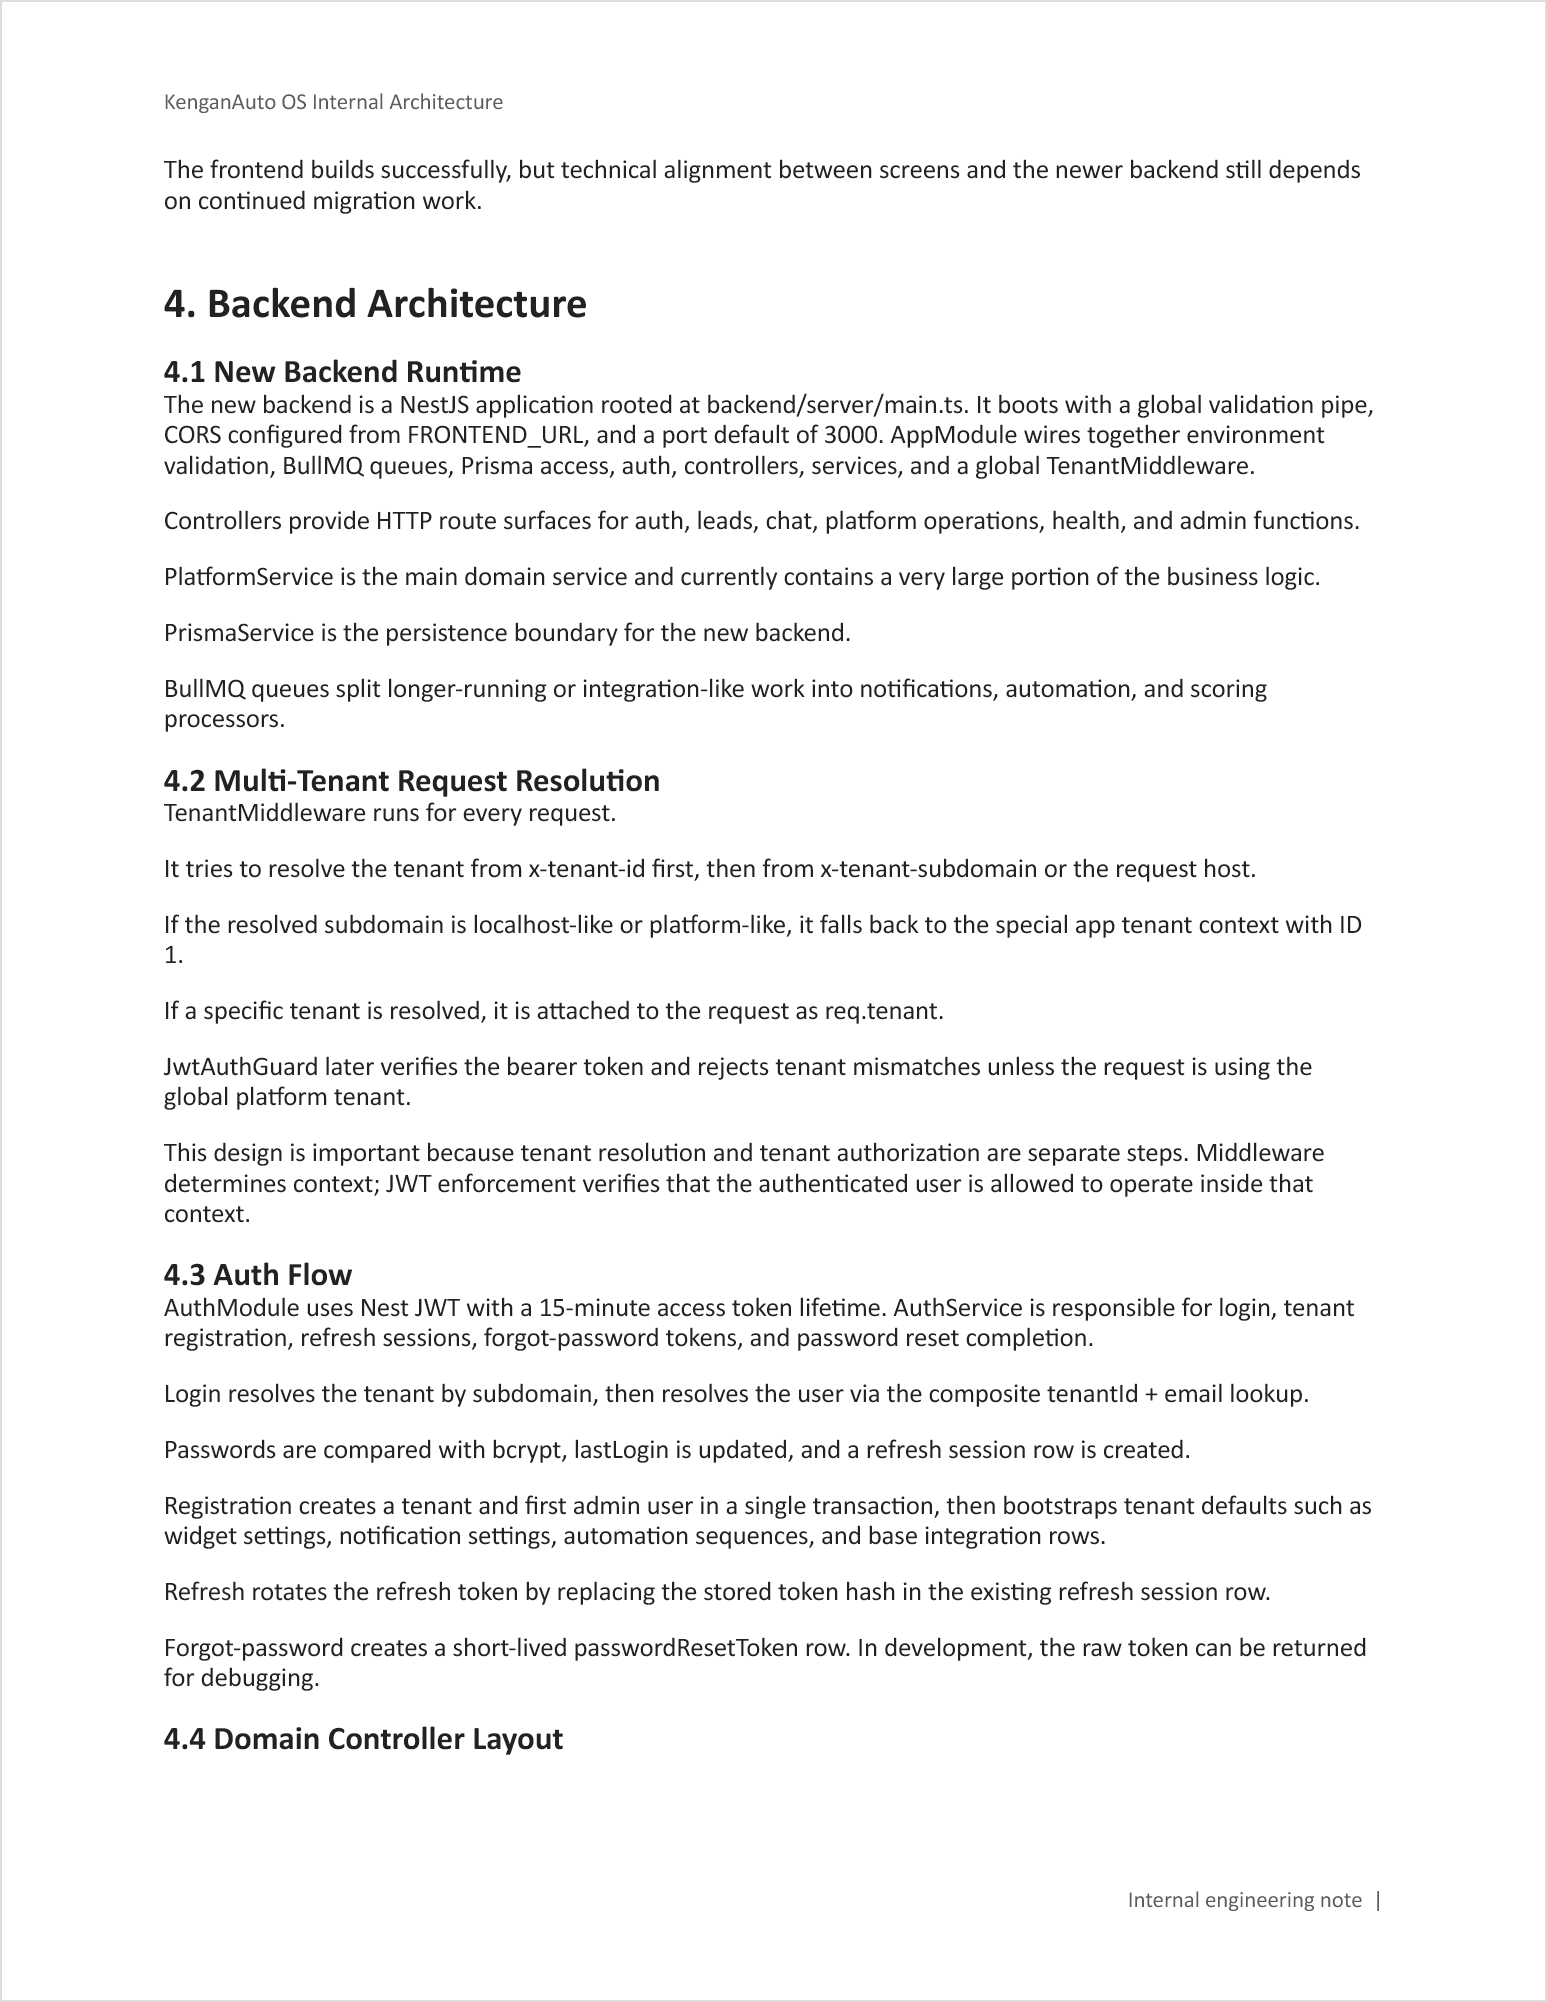 KenganAuto OS Internal Architecture
The frontend builds successfully, but technical alignment between screens and the newer backend still depends
on continued migration work.
4. Backend Architecture
4.1 New Backend Runtime
The new backend is a NestJS application rooted at backend/server/main.ts. It boots with a global validation pipe,
CORS configured from FRONTEND_URL, and a port default of 3000. AppModule wires together environment
validation, BullMQ queues, Prisma access, auth, controllers, services, and a global TenantMiddleware.
Controllers provide HTTP route surfaces for auth, leads, chat, platform operations, health, and admin functions.
PlatformService is the main domain service and currently contains a very large portion of the business logic.
PrismaService is the persistence boundary for the new backend.
BullMQ queues split longer-running or integration-like work into notifications, automation, and scoring
processors.
4.2 Multi-Tenant Request Resolution
TenantMiddleware runs for every request.
It tries to resolve the tenant from x-tenant-id first, then from x-tenant-subdomain or the request host.
If the resolved subdomain is localhost-like or platform-like, it falls back to the special app tenant context with ID
1.
If a specific tenant is resolved, it is attached to the request as req.tenant.
JwtAuthGuard later verifies the bearer token and rejects tenant mismatches unless the request is using the
global platform tenant.
This design is important because tenant resolution and tenant authorization are separate steps. Middleware
determines context; JWT enforcement verifies that the authenticated user is allowed to operate inside that
context.
4.3 Auth Flow
AuthModule uses Nest JWT with a 15-minute access token lifetime. AuthService is responsible for login, tenant
registration, refresh sessions, forgot-password tokens, and password reset completion.
Login resolves the tenant by subdomain, then resolves the user via the composite tenantId + email lookup.
Passwords are compared with bcrypt, lastLogin is updated, and a refresh session row is created.
Registration creates a tenant and first admin user in a single transaction, then bootstraps tenant defaults such as
widget settings, notification settings, automation sequences, and base integration rows.
Refresh rotates the refresh token by replacing the stored token hash in the existing refresh session row.
Forgot-password creates a short-lived passwordResetToken row. In development, the raw token can be returned
for debugging.
4.4 Domain Controller Layout
Internal engineering note |